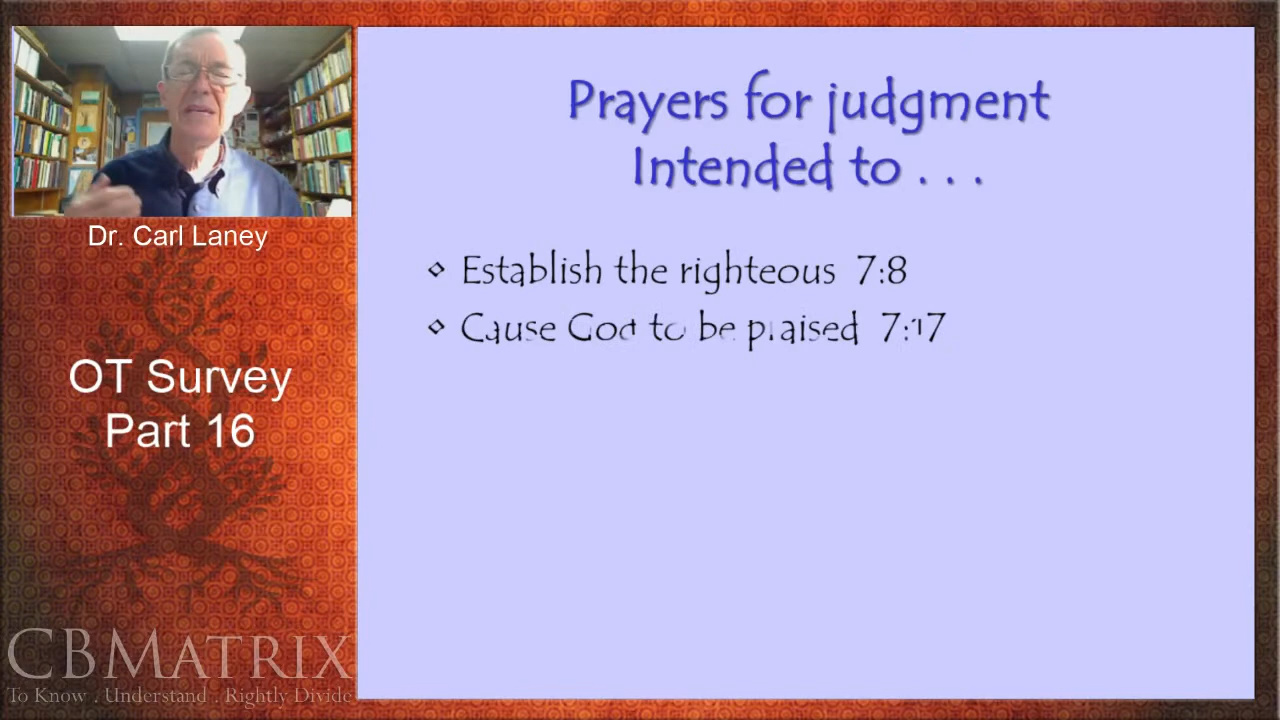 Prayers for judgment
Intended to . . .
❖ Establish the righteous 7:8
❖ Cause God to be praised 7:17
Dr. Carl Laney
OT Survey
Part 16
CBMATRIX
To Know . Understand . Rightly Divide